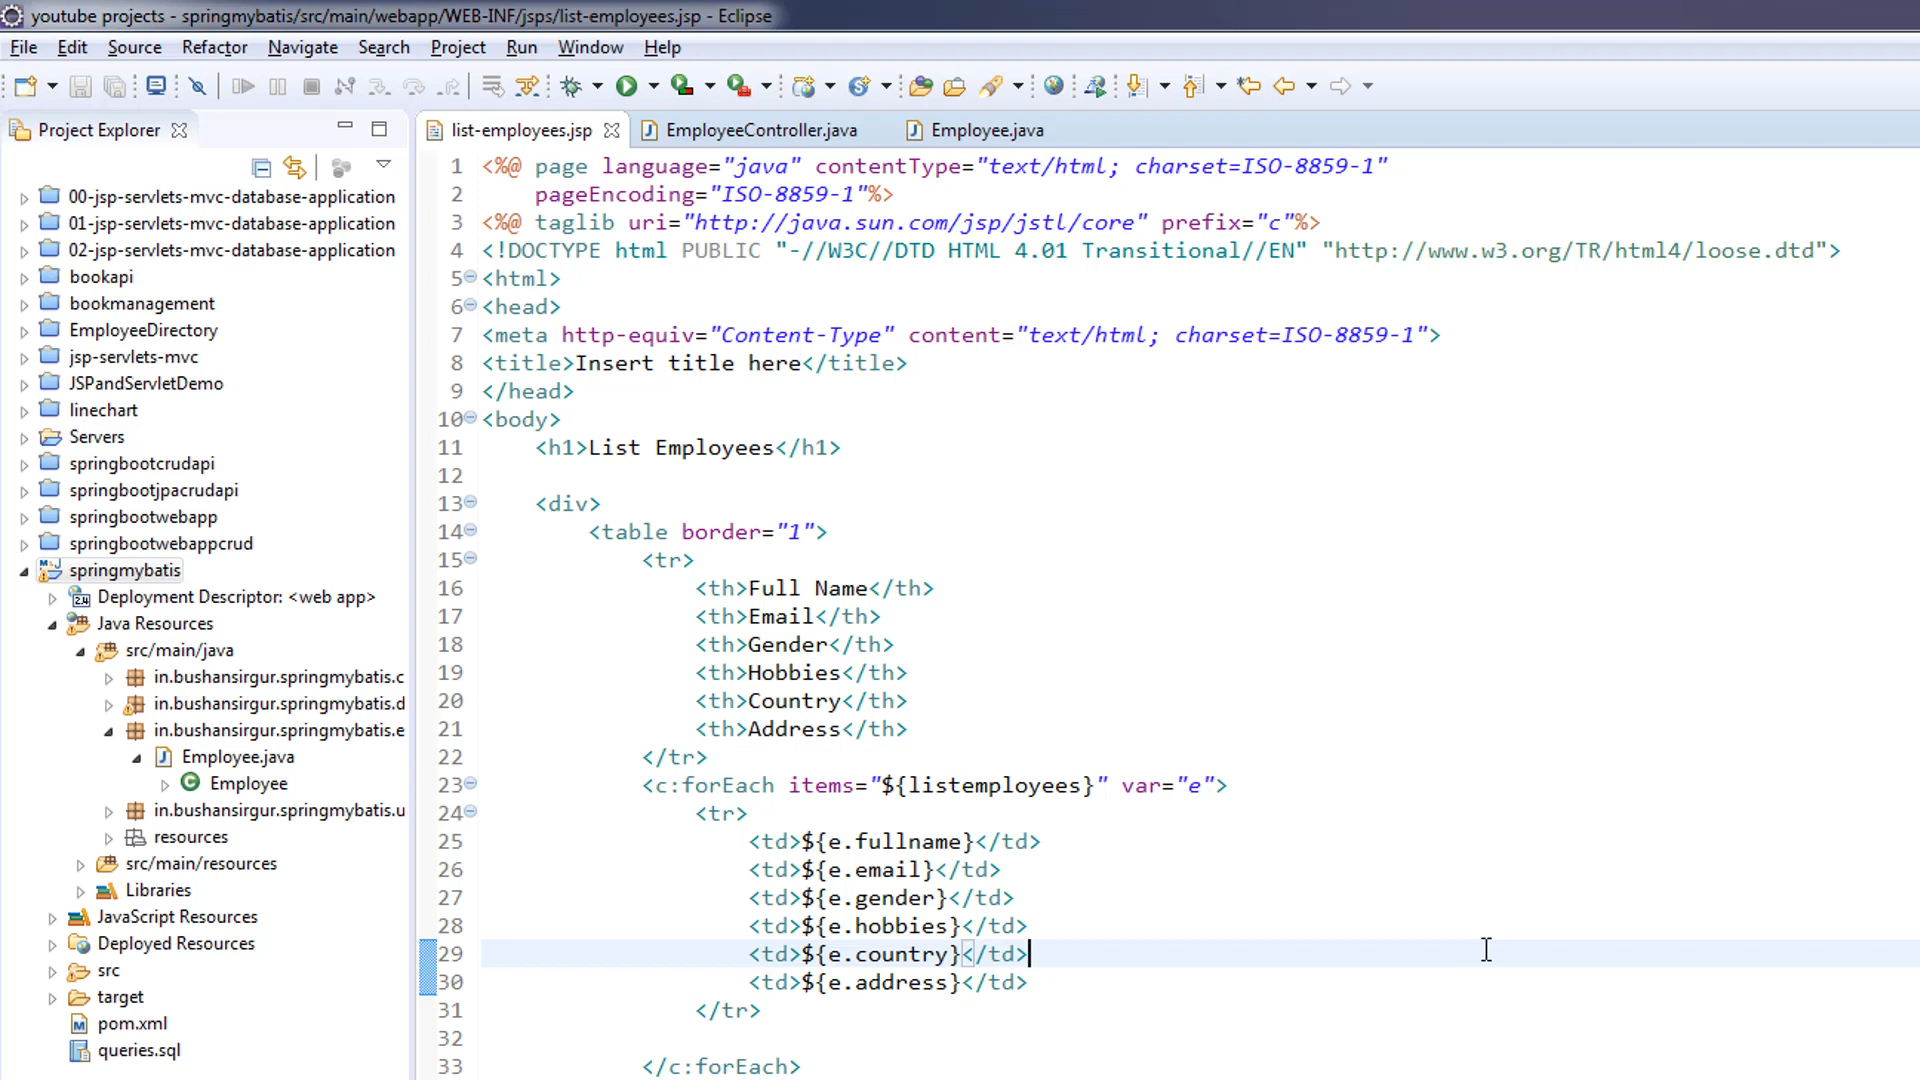 youtube projects - springmybatis/src/main/webapp/WEB-INF/jsps/list-employees.jsp - Eclipse
File Edit Source Refactor Navigate Search Project Run Window Help
Project Explorer
00-jsp-servlets-mvc-database-application
01-jsp-servlets-mvc-database-application
02-jsp-servlets-mvc-database-application
bookapi
bookmanagement
EmployeeDirectory
jsp-servlets-mvc
JSPandServletDemo
linechart
Servers
springbootcrudapi
springbootjpacrudapi
springbootwebapp
springbootwebappcrud
springmybatis
Deployment Descriptor: <web app>
Java Resources
src/main/java
in.bushansirgur.springmybatis.c
in.bushansirgur.springmybatis.d
in.bushansirgur.springmybatis.e
Employee.java
Employee
in.bushansirgur.springmybatis.u
resources
src/main/resources
Libraries
JavaScript Resources
Deployed Resources
src
target
pom.xml
queries.sql
list-employees.jsp EmployeeController.java Employee.java
1 <%@ page language="java" contentType="text/html; charset=ISO-8859-1"
2 pageEncoding="ISO-8859-1"%>
3 <%@ taglib uri="http://java.sun.com/jsp/jstl/core" prefix="c"%>
4 <!DOCTYPE html PUBLIC "-//W3C//DTD HTML 4.01 Transitional//EN" "http://www.w3.org/TR/html4/loose.dtd">
5 <html>
6 <head>
7 <meta http-equiv="Content-Type" content="text/html; charset=ISO-8859-1">
8 <title>Insert title here</title>
9 </head>
10 <body>
11 <h1>List Employees</h1>
12
13 <div>
14 <table border="1">
15 <tr>
16 <th>Full Name</th>
17 <th>Email</th>
18 <th>Gender</th>
19 <th>Hobbies</th>
20 <th>Country</th>
21 <th>Address</th>
22 </tr>
23 <c:forEach items="${listemployees}" var="e">
24 <tr>
25 <td>${e.fullname}</td>
26 <td>${e.email}</td>
27 <td>${e.gender}</td>
28 <td>${e.hobbies}</td>
29 <td>${e.country}</td>
30 <td>${e.address}</td>
31 </tr>
32
33 </c:forEach>